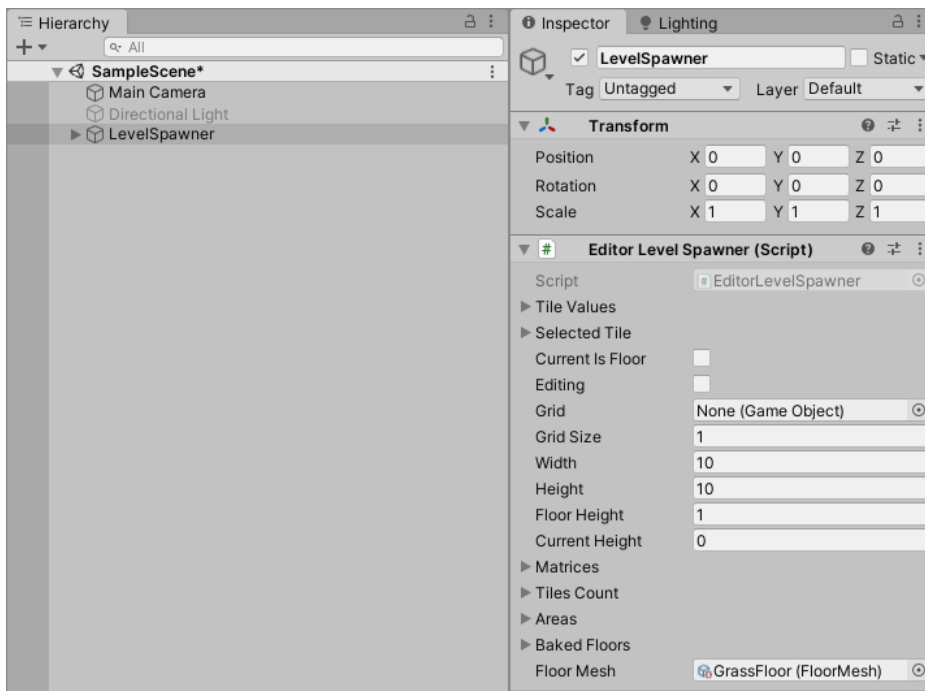 Hierarchy
All
SampleScene*
Main Camera
Directional Light
LevelSpawner
Inspector
Lighting
LevelSpawner
Static
Tag Untagged Layer Default
Transform
Position X 0 Y 0 Z 0
Rotation X 0 Y 0 Z 0
Scale X 1 Y 1 Z 1
# Editor Level Spawner (Script)
Script # EditorLevelSpawner
Tile Values
Selected Tile
Current Is Floor
Editing
Grid None (Game Object)
Grid Size 1
Width 10
Height 10
Floor Height 1
Current Height 0
Matrices
Tiles Count
Areas
Baked Floors
Floor Mesh GrassFloor (FloorMesh)